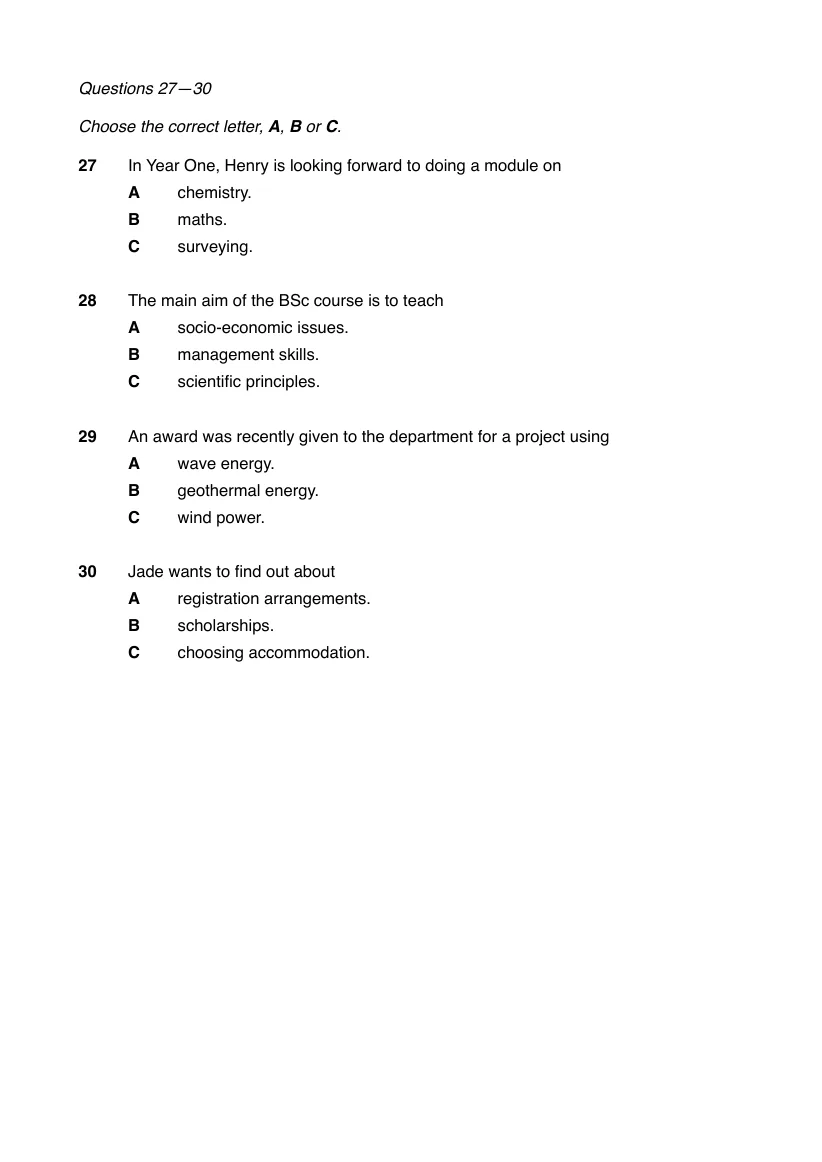 Questions 27—30
Choose the correct letter, A, B or C.
27 In Year One, Henry is looking forward to doing a module on
A chemistry.
B maths.
C surveying.
28 The main aim of the BSc course is to teach
A socio-economic issues.
B management skills.
C scientific principles.
29 An award was recently given to the department for a project using
A wave energy.
B geothermal energy.
C wind power.
30 Jade wants to find out about
A registration arrangements.
B scholarships.
C choosing accommodation.